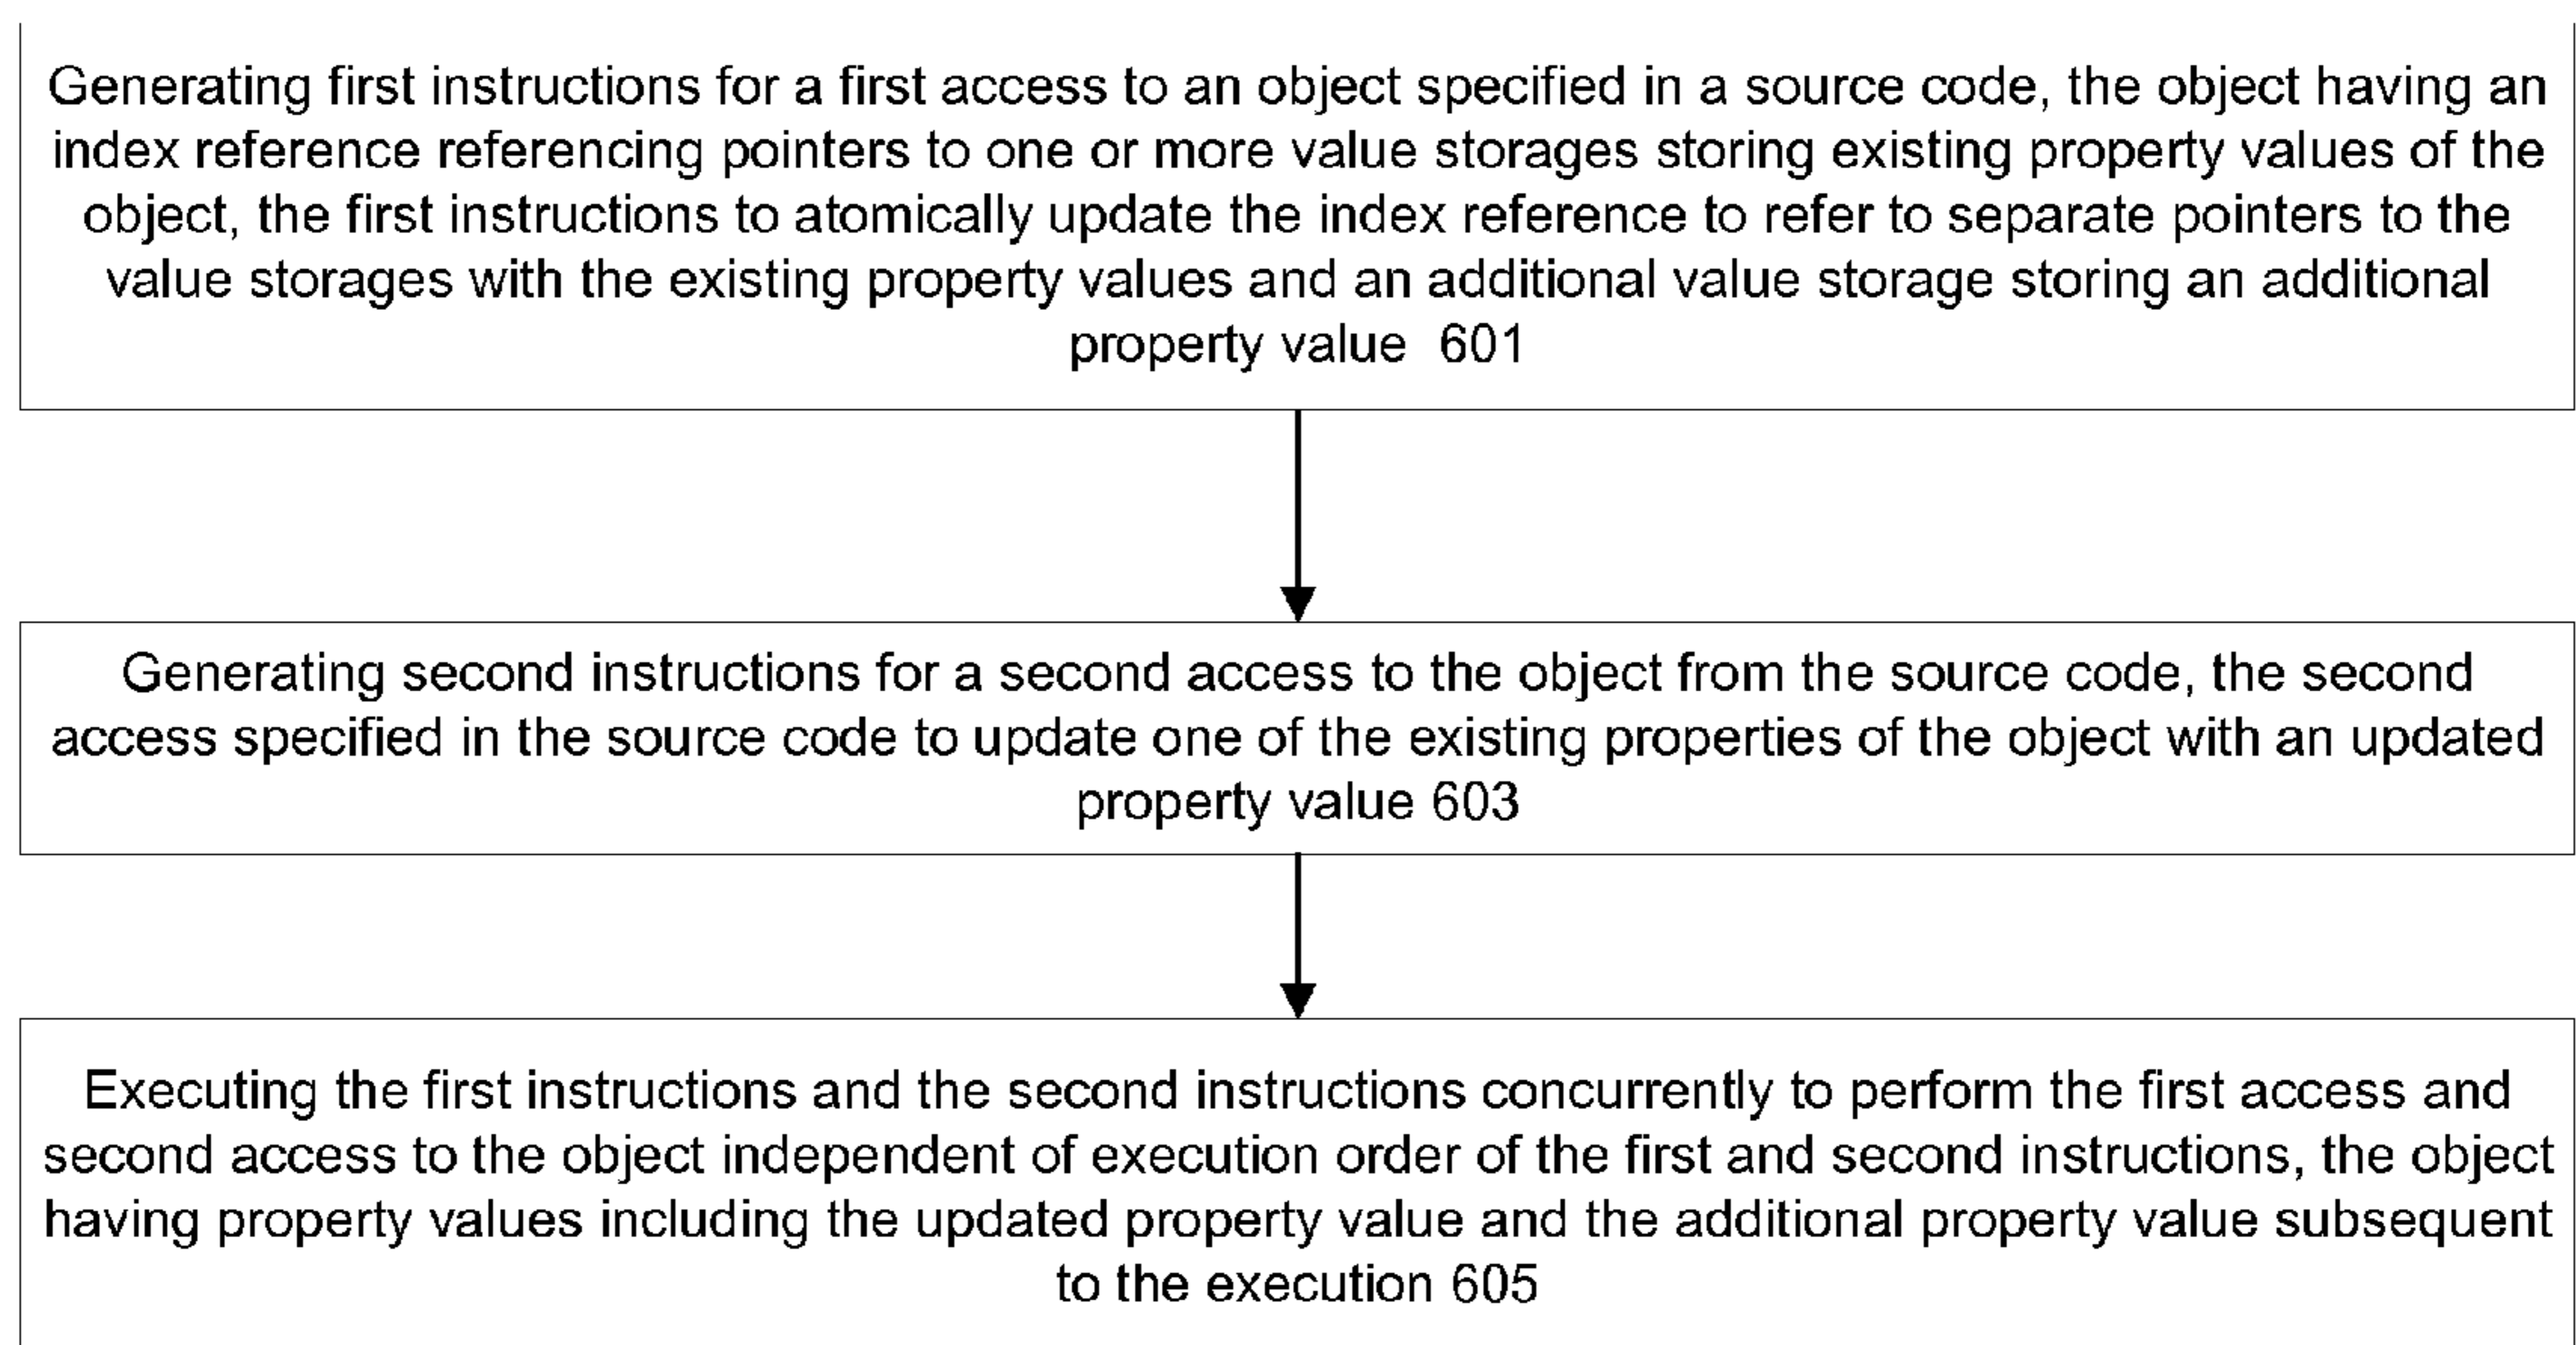 Generating first instructions for a first access to an object specified in a source code, the object having an
index reference referencing pointers to one or more value storages storing existing property values of the
object, the first instructions to atomically update the index reference to refer to separate pointers to the
value storages with the existing property values and an additional value storage storing an additional
property value 601
Generating second instructions for a second access to the object from the source code, the second
access specified in the source code to update one of the existing properties of the object with an updated
property value 603
Executing the first instructions and the second instructions concurrently to perform the first access and
second access to the object independent of execution order of the first and second instructions, the object
having property values including the updated property value and the additional property value subsequent
to the execution 605